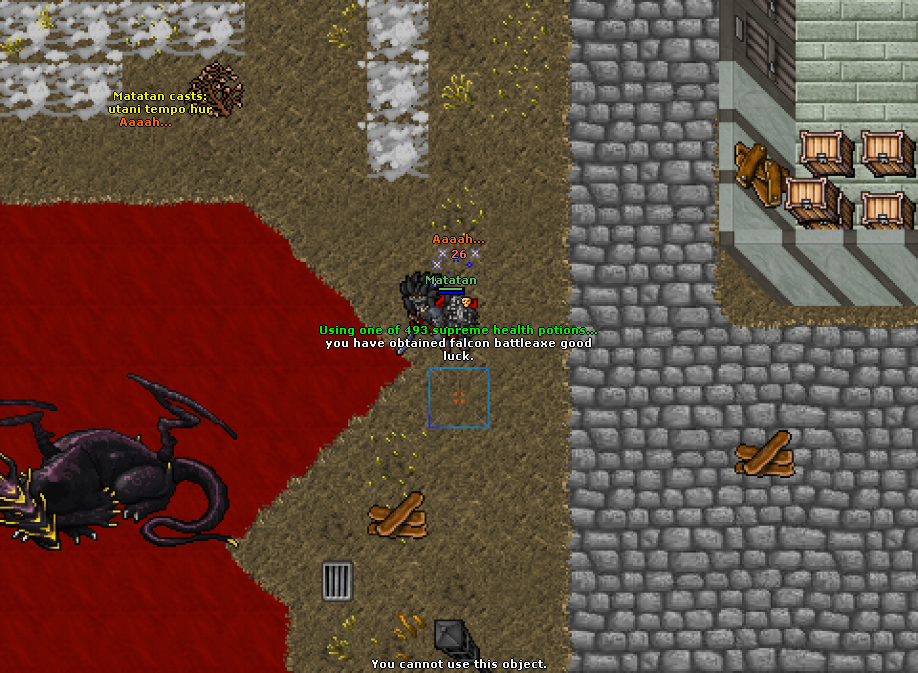 Matatan casts:
utani tempo hur
Aaaah...
Aaaah...
26
Matatan
Using one of 493 supreme health potions...
you have obtained falcon battleaxe good
luck.
You cannot use this object.